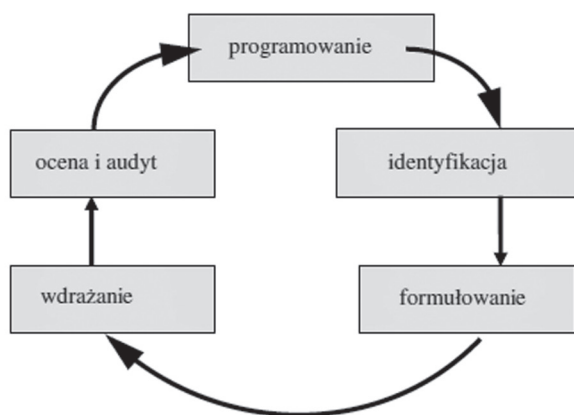 programowanie
ocena i audyt
identyfikacja
wdrażanie
formułowanie